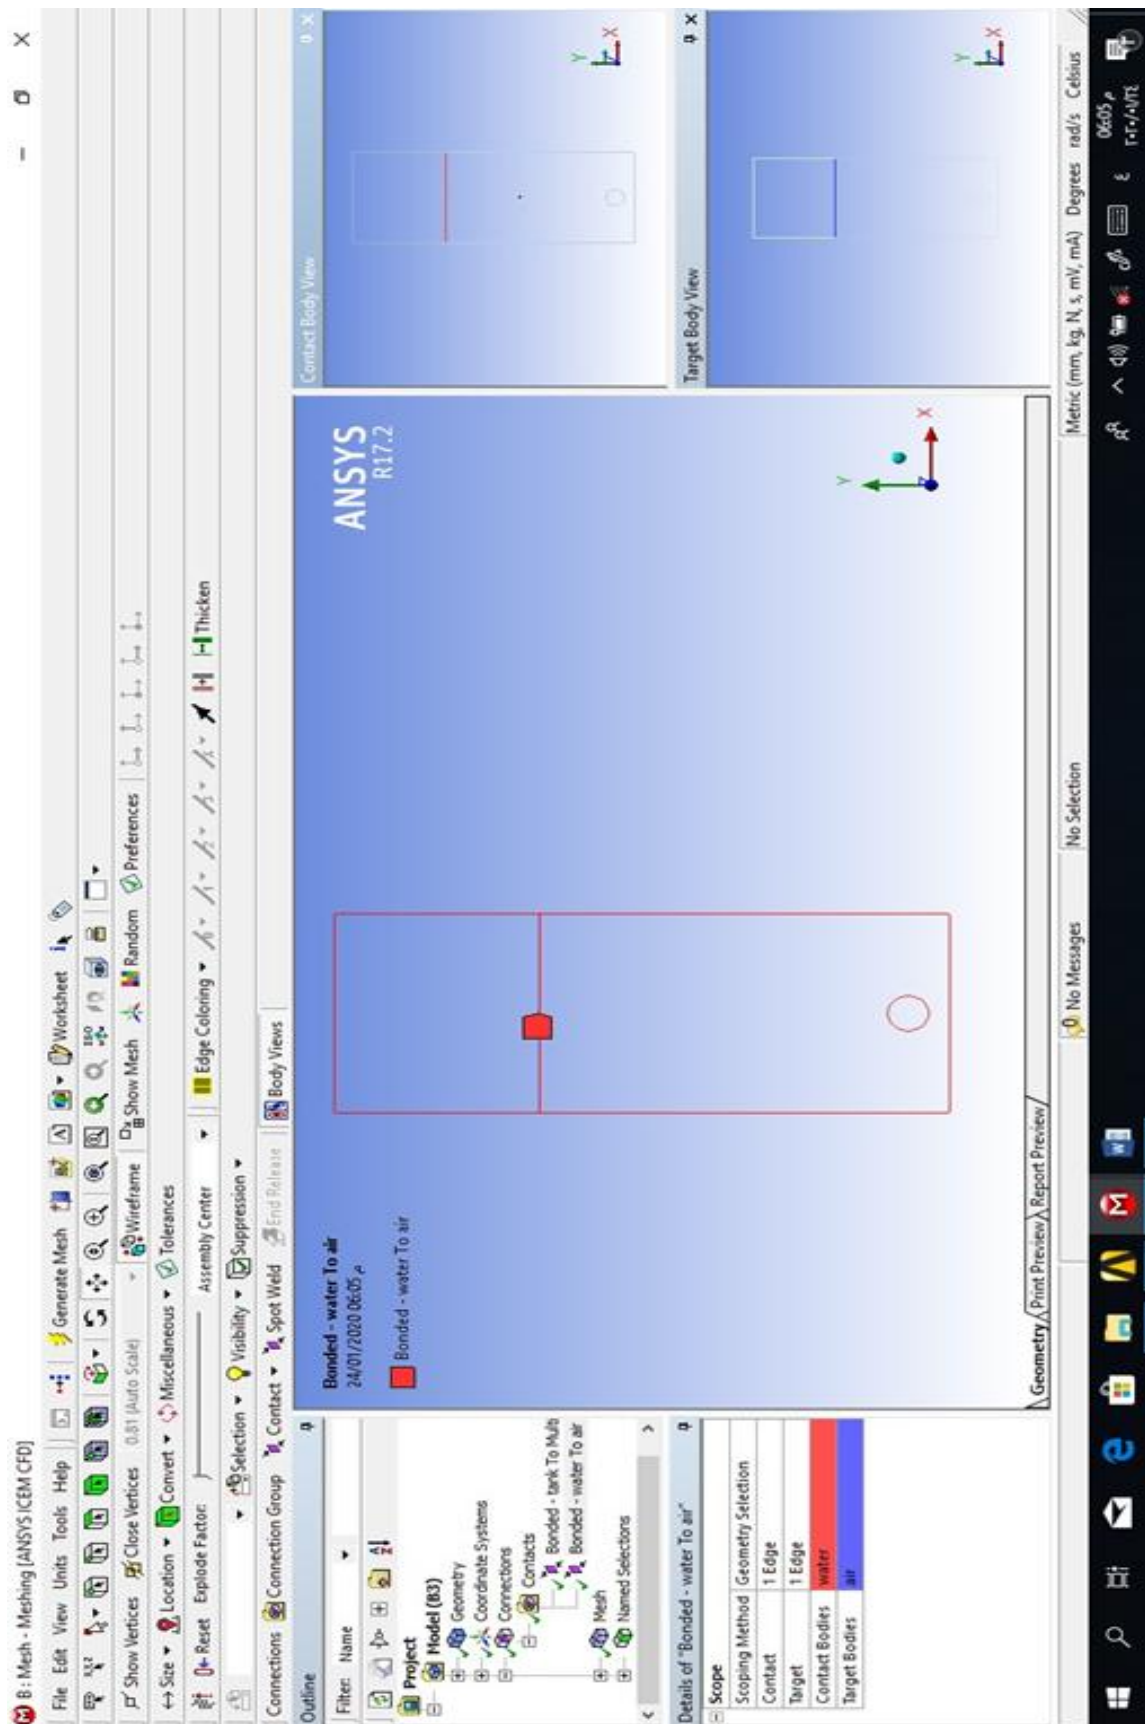 B : Mesh - Meshing [ANSYS ICEM CFD]
File Edit View Units Tools Help Generate Mesh Worksheet
Show Vertices Close Vertices 0.81 (Auto Scale) Wireframe Show Mesh Random Preferences
Size Location Convert Miscellaneous Tolerances
Reset Explode Factor: Assembly Center Edge Coloring Thicken
Selection Visibility Suppression
Connections Connection Group Contact Spot Weld End Release Body Views
Outline
Filter: Name
Project
Model (B3)
Geometry
Coordinate Systems
Connections
Contacts
Bonded - tank To Mult
Bonded - water To air
Mesh
Named Selections
Details of "Bonded - water To air"
Scope
Scoping Method Geometry Selection
Contact 1 Edge
Target 1 Edge
Contact Bodies water
Target Bodies air
Bonded - water To air
24/01/2020 06:05 م
Bonded - water To air
ANSYS
R17.2
Y
X
Geometry Print Preview Report Preview
Contact Body View
Y
X
Target Body View
Y
X
No Messages No Selection Metric (mm, kg, N, s, mV, mA) Degrees rad/s Celsius
ع 06:05 م
٢٠٢٠/٠١/٢٤